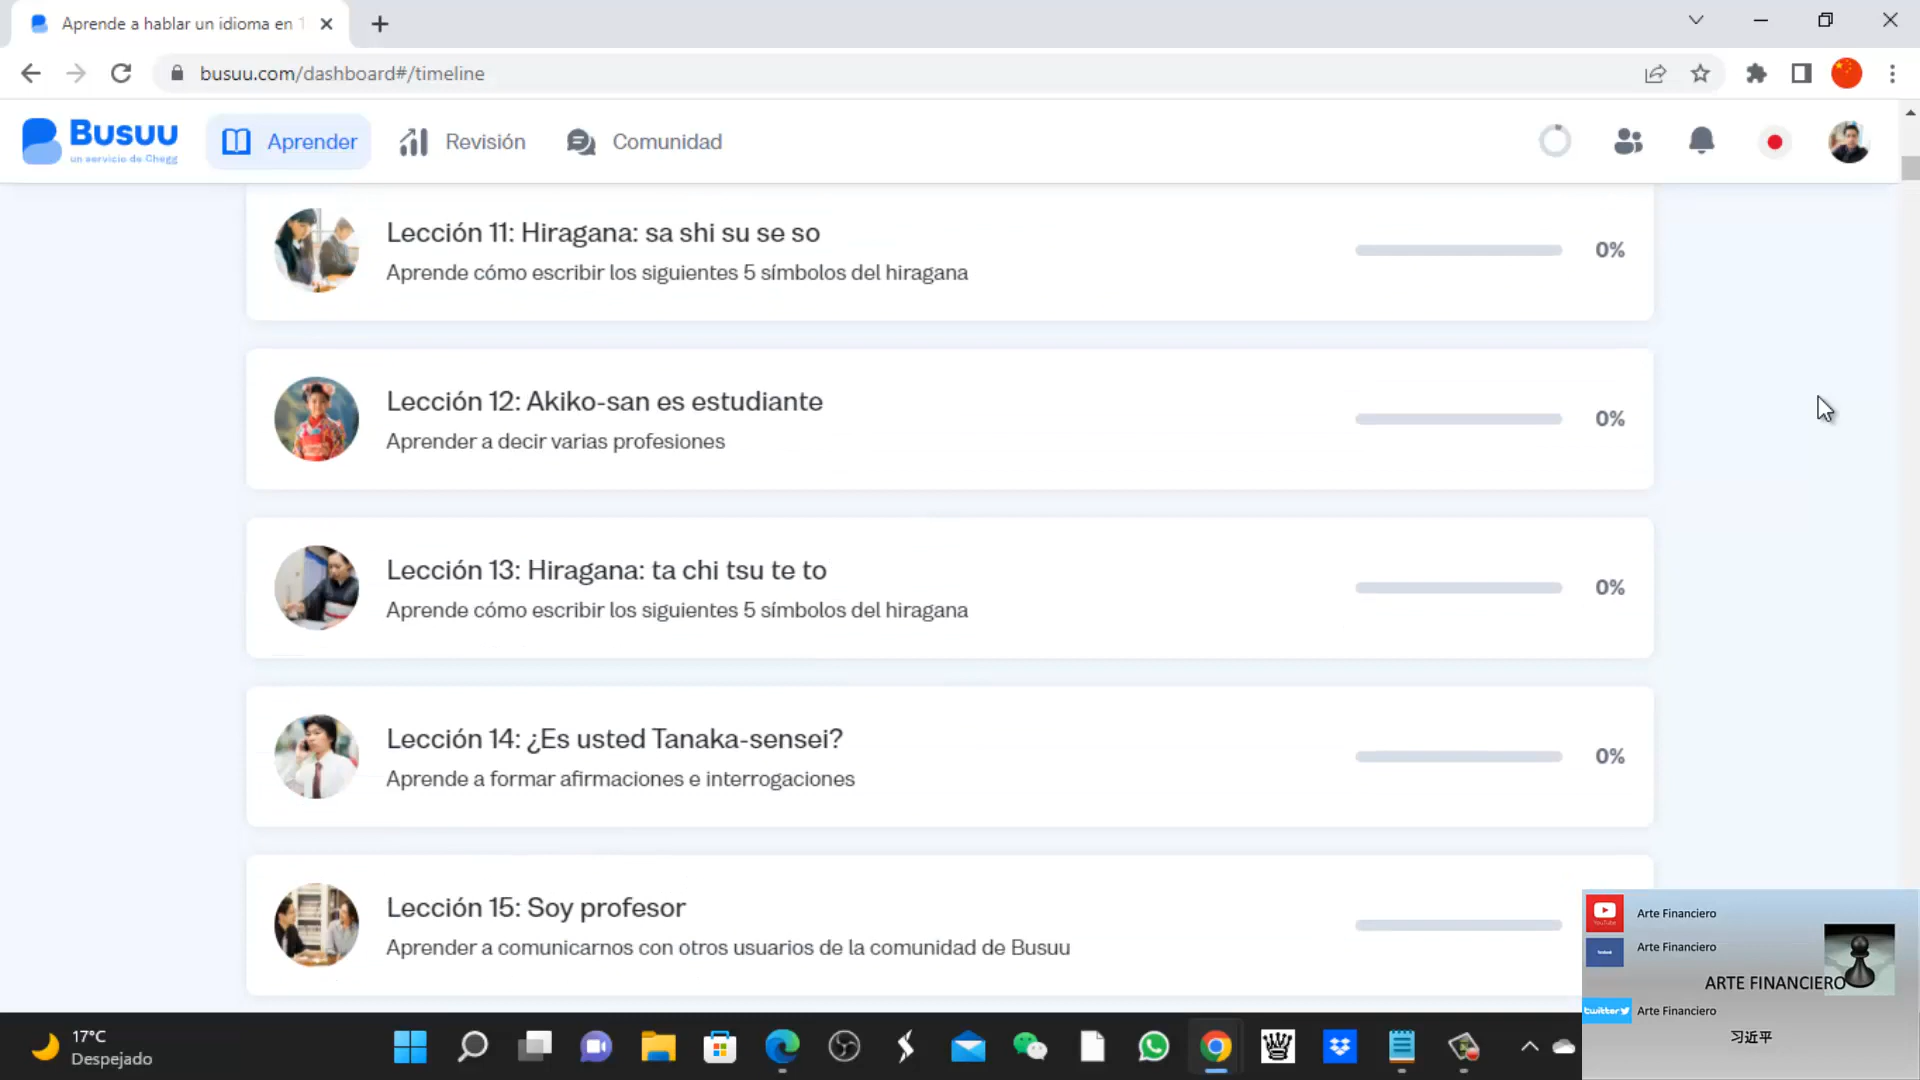 Aprende a hablar un idioma en 1
busuu.com/dashboard#/timeline
Busuu
un servicio de Chegg
Aprender
Revisión
Comunidad
Lección 11: Hiragana: sa shi su se so
Aprende cómo escribir los siguientes 5 símbolos del hiragana
0%
Lección 12: Akiko-san es estudiante
Aprender a decir varias profesiones
0%
Lección 13: Hiragana: ta chi tsu te to
Aprende cómo escribir los siguientes 5 símbolos del hiragana
0%
Lección 14: ¿Es usted Tanaka-sensei?
Aprende a formar afirmaciones e interrogaciones
0%
Lección 15: Soy profesor
Aprender a comunicarnos con otros usuarios de la comunidad de Busuu
YouTube
Arte Financiero
facebook
Arte Financiero
ARTE FINANCIERO
twitter
Arte Financiero
习近平
17°C
Despejado